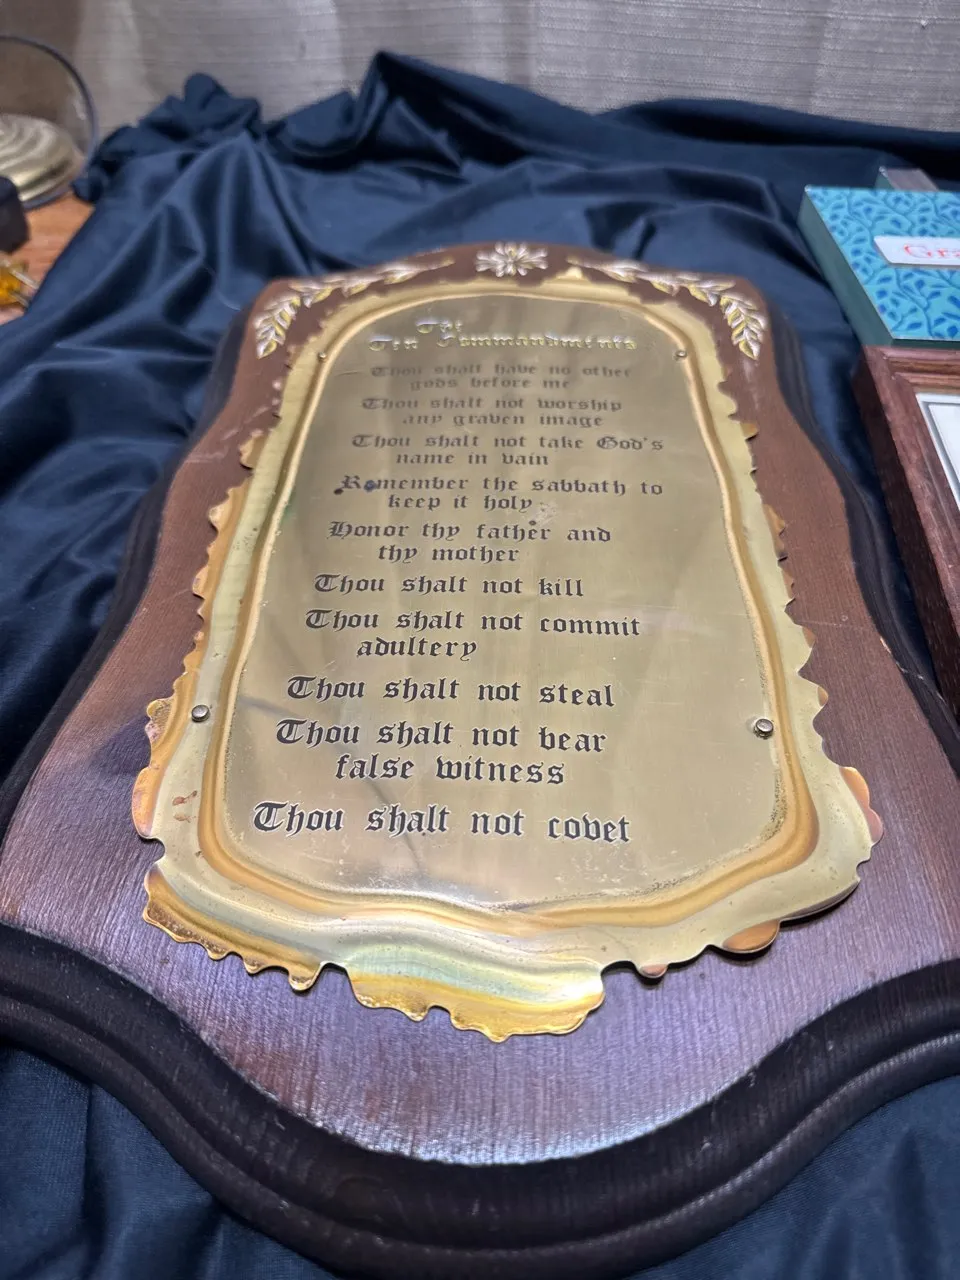 The
Ten Commandments
Thou shalt have no other
gods before me
Thou shalt not worship
any graven image
Thou shalt not take God's
name in vain
Remember the sabbath to
keep it holy
Honor thy father and
thy mother
Thou shalt not kill
Thou shalt not commit
adultery
Thou shalt not steal
Thou shalt not bear
false witness
Thou shalt not covet